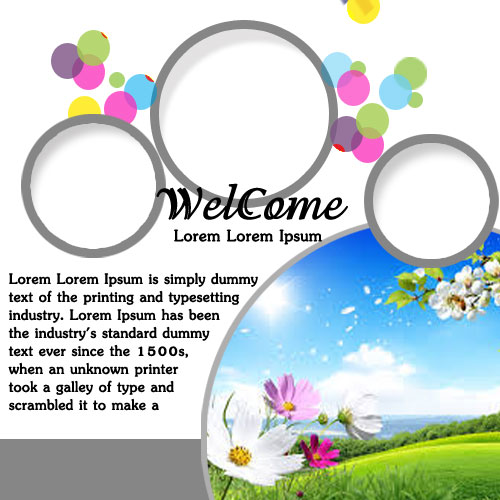 WelCome
Lorem Lorem Ipsum
Lorem Lorem Ipsum is simply dummy
text of the printing and typesetting
industry. Lorem Ipsum has been
the industry's standard dummy
text ever since the 1500s,
when an unknown printer
took a galley of type and
scrambled it to make a